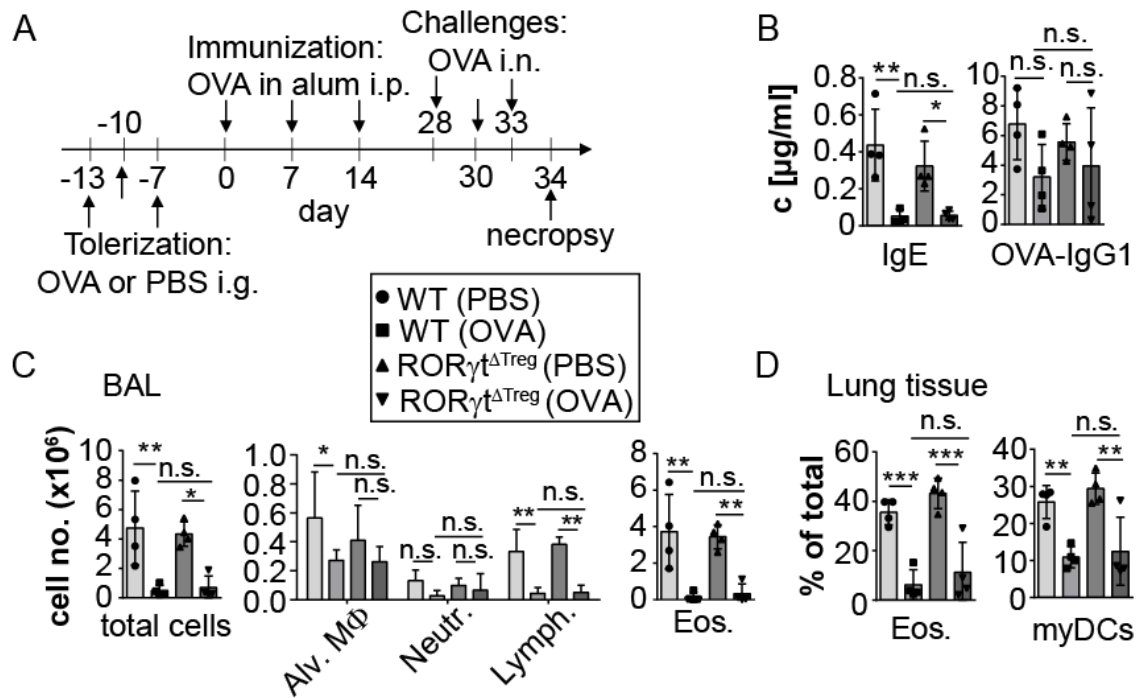 A
Immunization:
OVA in alum i.p.
Challenges:
OVA i.n.
-10
28
33
-13
-7
0
7
14
30
34
day
necropsy
Tolerization:
OVA or PBS i.g.
B
c [µg/ml]
0.8
0.6
0.4
0.2
0
**
n.s.
*
IgE
10
8
6
4
2
0
n.s.
n.s.
n.s.
OVA-IgG1
WT (PBS)
WT (OVA)
RORγt^ΔTreg (PBS)
RORγt^ΔTreg (OVA)
C
BAL
cell no. (x10⁶)
10
8
6
4
2
0
**
n.s.
*
total cells
1.0
0.8
0.6
0.4
0.2
0.0
*
n.s.
n.s.
n.s.
n.s.
n.s.
**
n.s.
**
Alv. MΦ
Neutr.
Lymph.
8
6
4
2
0
**
n.s.
**
Eos.
D
Lung tissue
% of total
60
40
20
0
***
n.s.
***
Eos.
40
30
20
10
0
**
n.s.
**
myDCs